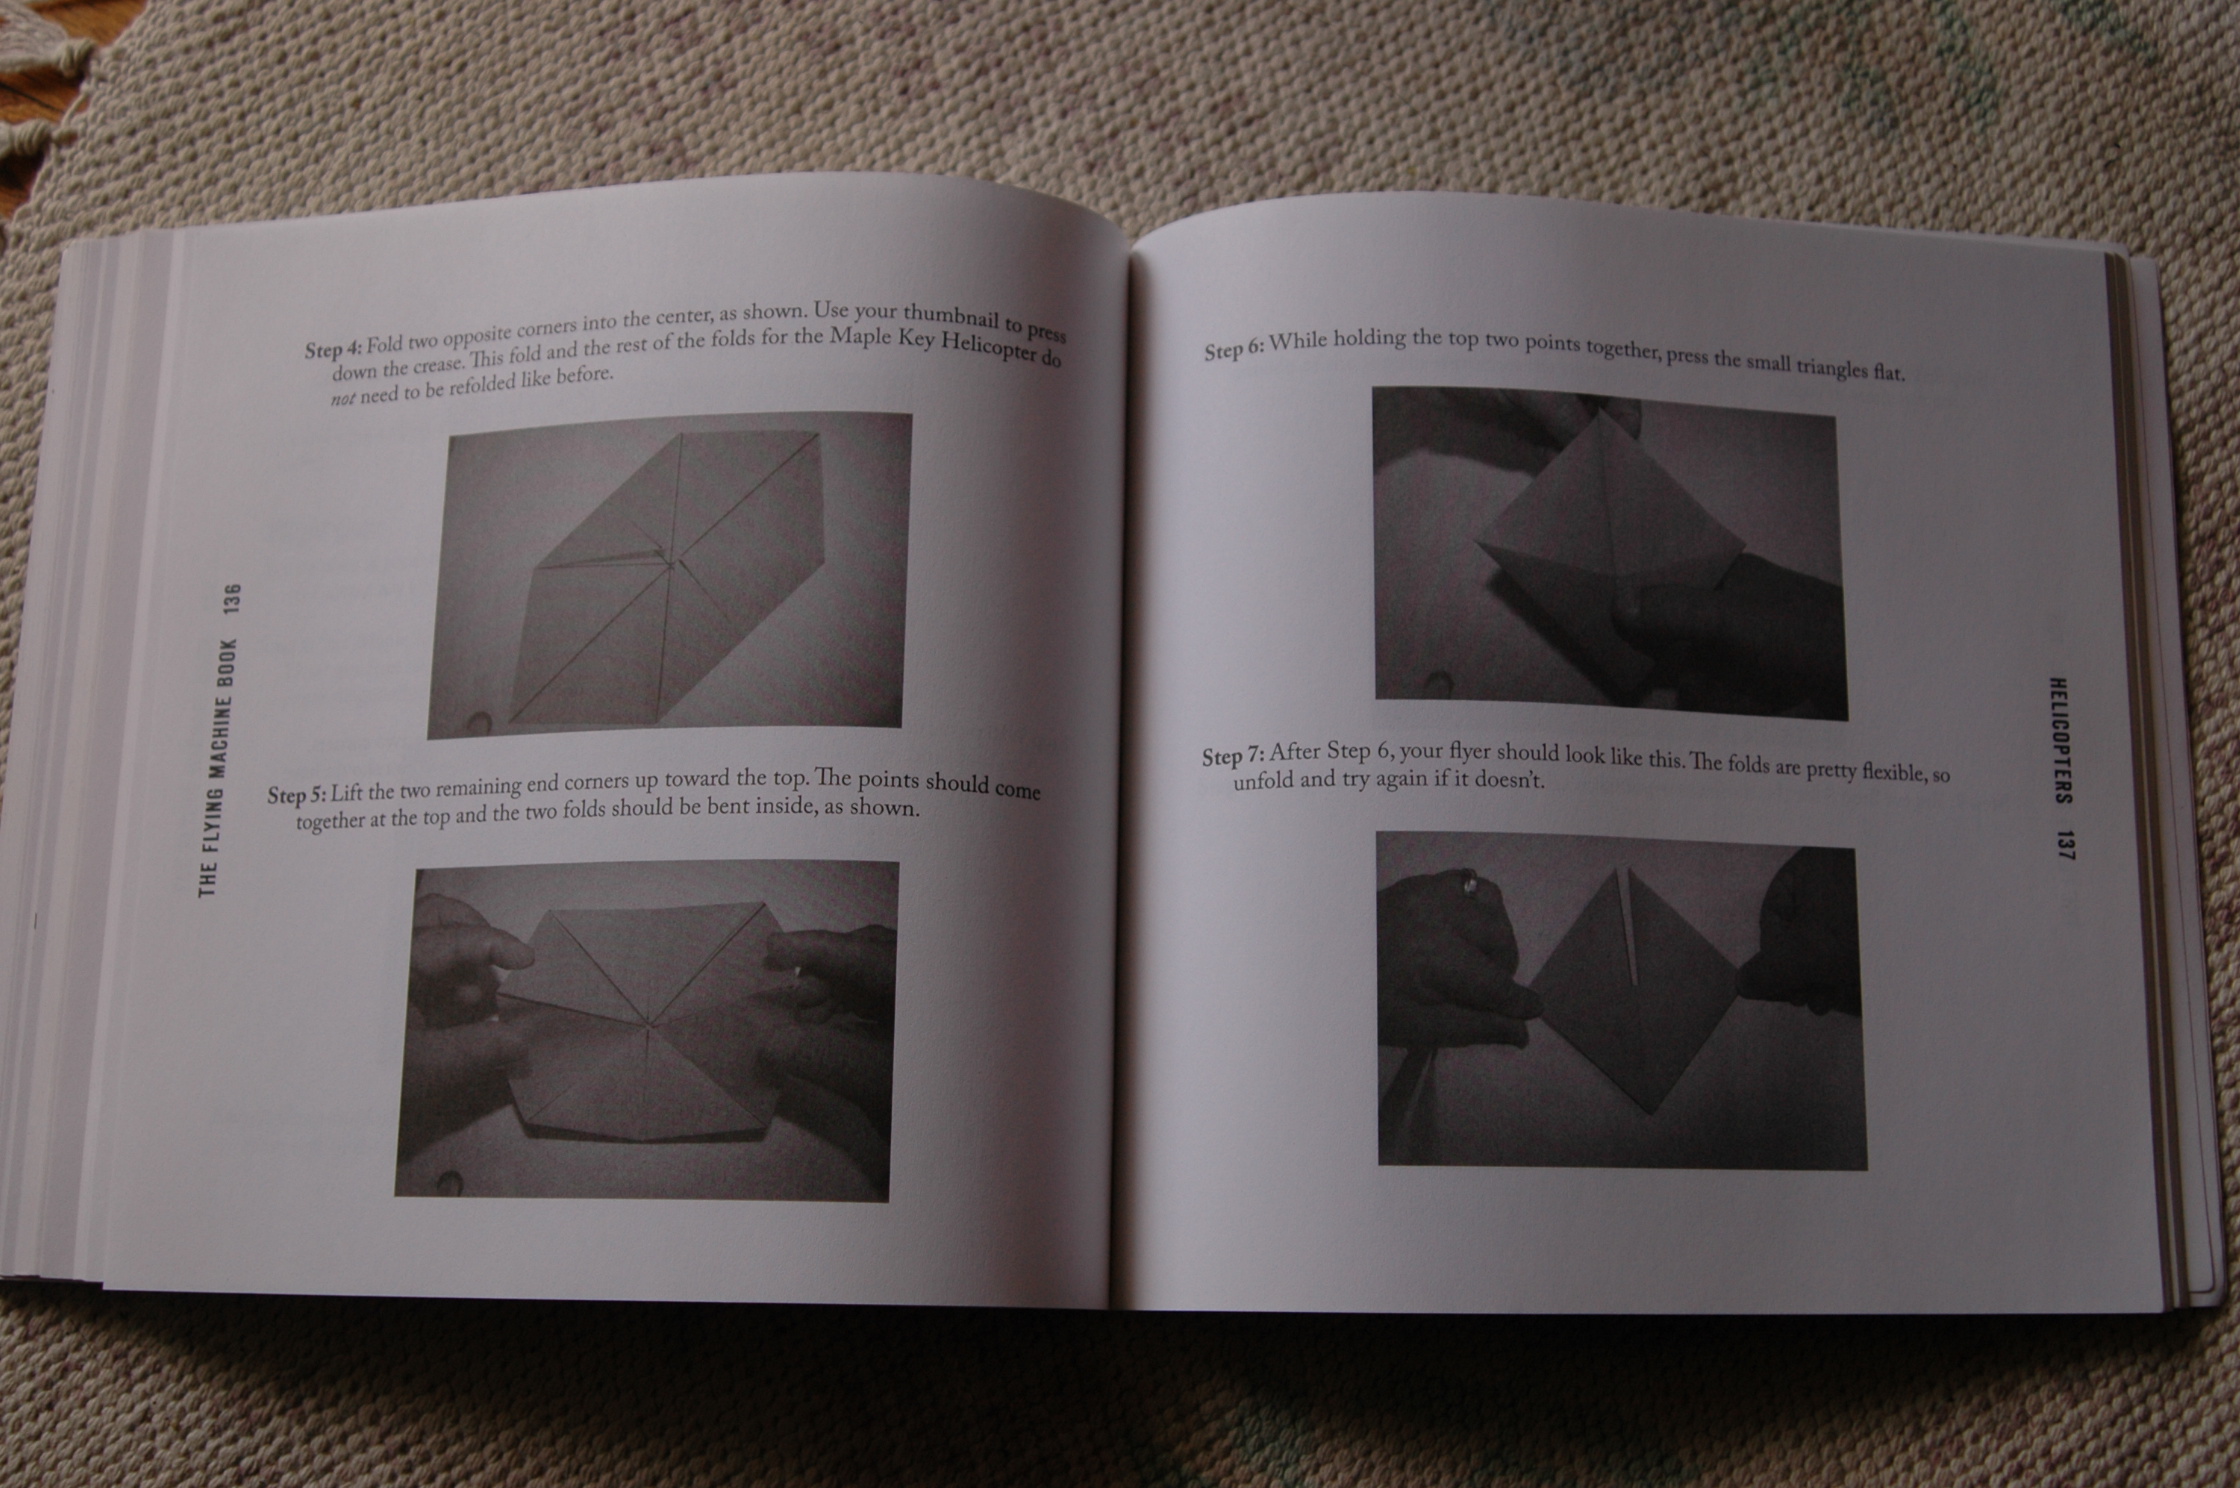 THE FLYING MACHINE BOOK 136
Step 4: Fold two opposite corners into the center, as shown. Use your thumbnail to press
down the crease. This fold and the rest of the folds for the Maple Key Helicopter do
not need to be refolded like before.
Step 5: Lift the two remaining end corners up toward the top. The points should come
together at the top and the two folds should be bent inside, as shown.
HELICOPTERS 137
Step 6: While holding the top two points together, press the small triangles flat.
Step 7: After Step 6, your flyer should look like this. The folds are pretty flexible, so
unfold and try again if it doesn't.